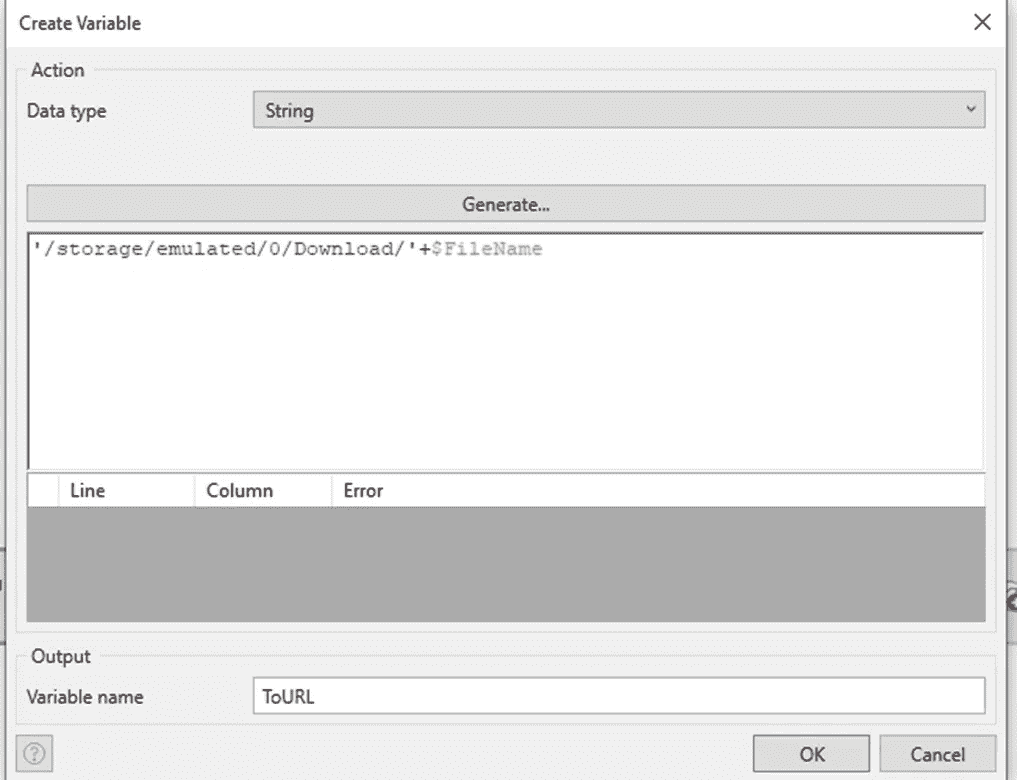 Create Variable
Action
Data type String
Generate...
'/storage/emulated/0/Download/'+$FileName
Line Column Error
Output
Variable name ToURL
OK Cancel